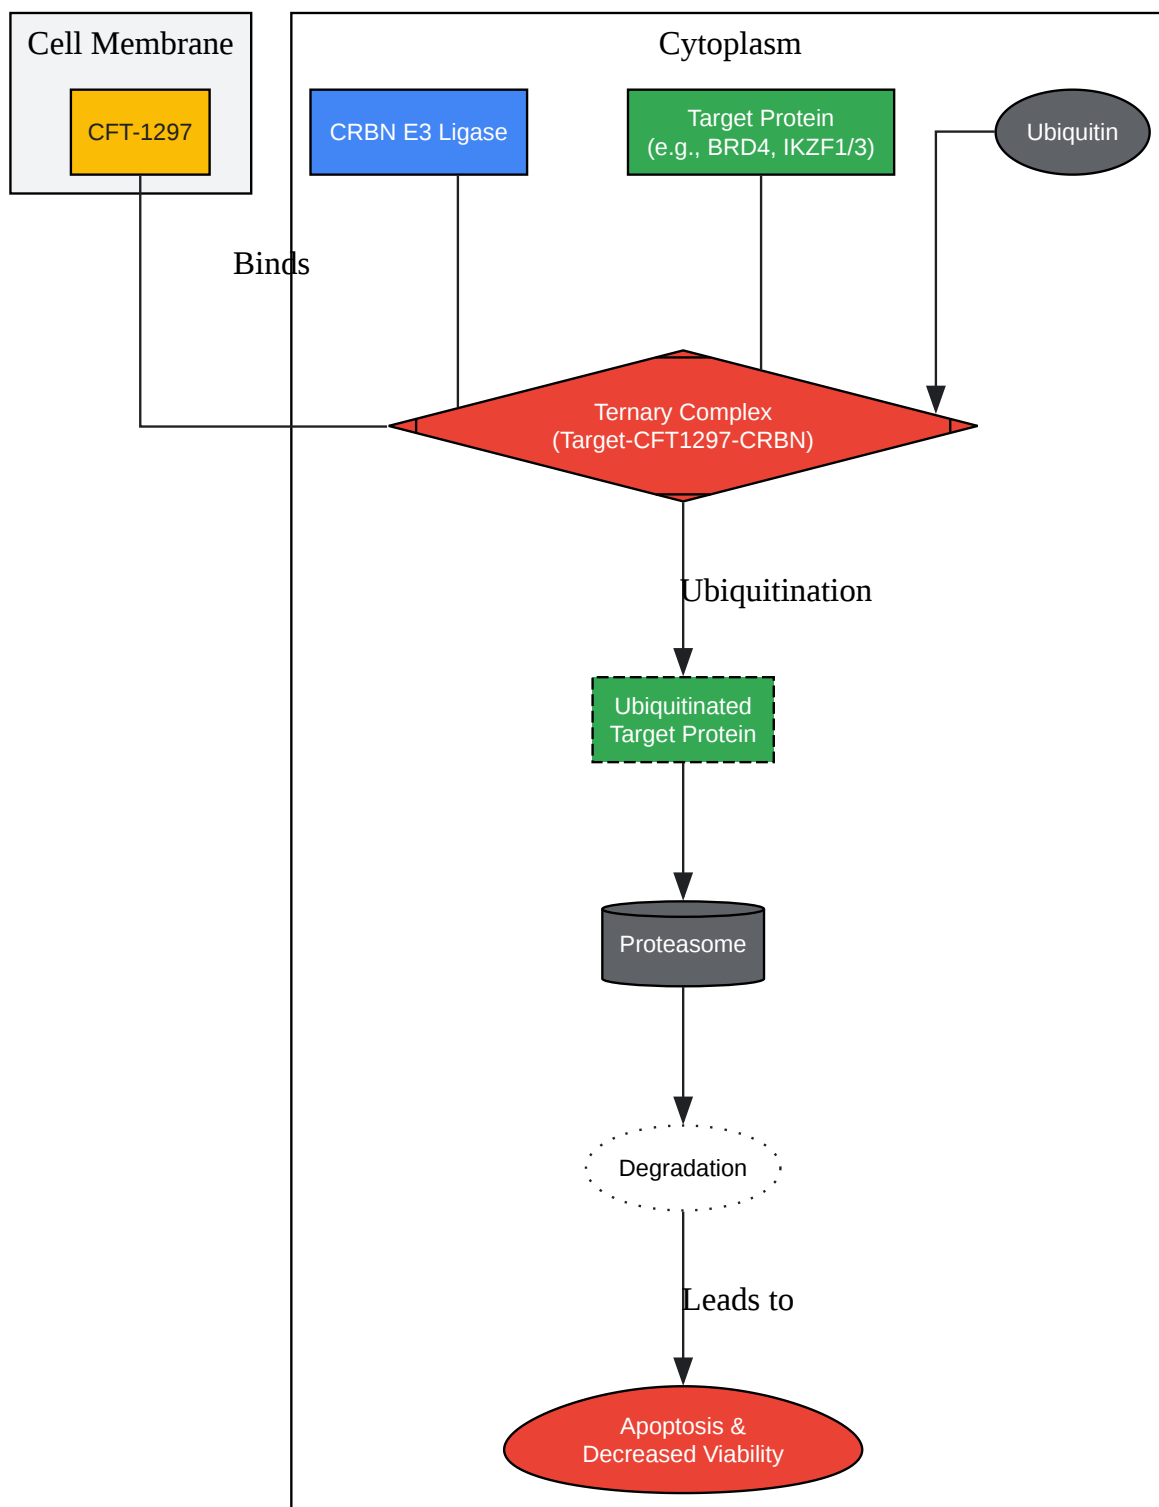 Cell Membrane
Cytoplasm
CFT-1297
CRBN E3 Ligase
Target Protein
(e.g., BRD4, IKZF1/3)
Ubiquitin
Binds
Ternary Complex
(Target-CFT1297-CRBN)
Ubiquitination
Ubiquitinated
Target Protein
Proteasome
Degradation
Leads to
Apoptosis &
Decreased Viability